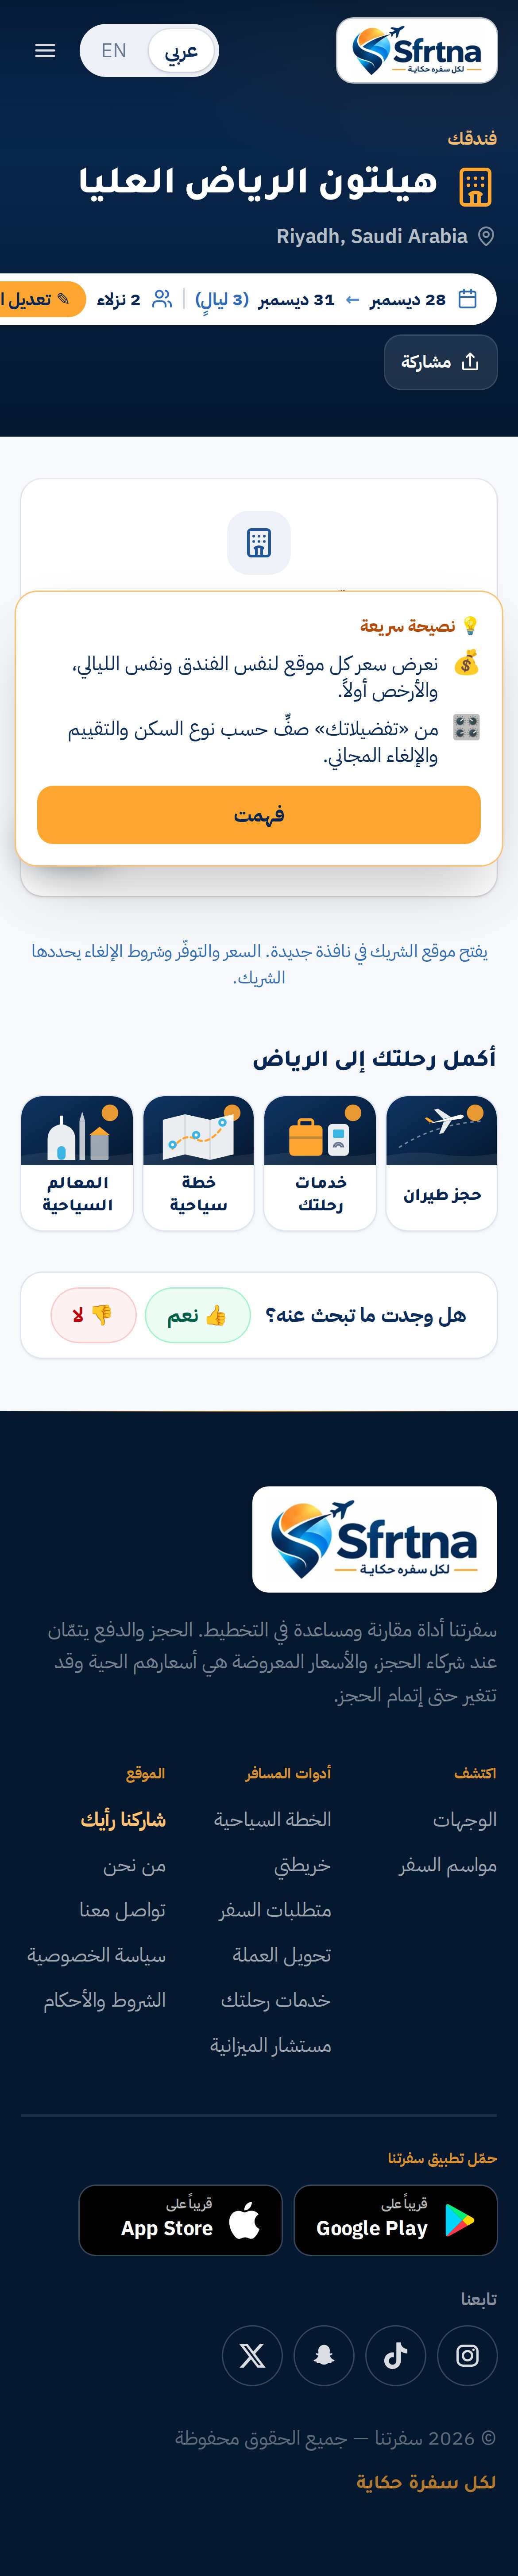 Sfrtna
لكل سفره حكاية
عربي
EN
فندقك
هيلتون الرياض العليا
Riyadh, Saudi Arabia
28 ديسمبر ← 31 ديسمبر (3 ليالٍ) 2 نزلاء ✎ تعديل
مشاركة
💡 نصيحة سريعة
💰 نعرض سعر كل موقع لنفس الفندق ونفس الليالي،
والأرخص أولاً.
🎛️ من «تفضيلاتك» صفِّ حسب نوع السكن والتقييم
والإلغاء المجاني.
فهمت
يفتح موقع الشريك في نافذة جديدة. السعر والتوفّر وشروط الإلغاء يحددها
الشريك.
أكمل رحلتك إلى الرياض
حجز طيران
خدمات
رحلتك
خطة
سياحية
المعالم
السياحية
هل وجدت ما تبحث عنه؟
👍 نعم
👎 لا
Sfrtna
لكل سفره حكاية
سفرتنا أداة مقارنة ومساعدة في التخطيط. الحجز والدفع يتمّان
عند شركاء الحجز، والأسعار المعروضة هي أسعارهم الحية وقد
تتغير حتى إتمام الحجز.
اكتشف
الوجهات
مواسم السفر
أدوات المسافر
الخطة السياحية
خريطتي
متطلبات السفر
تحويل العملة
خدمات رحلتك
مستشار الميزانية
الموقع
شاركنا رأيك
من نحن
تواصل معنا
سياسة الخصوصية
الشروط والأحكام
حمّل تطبيق سفرتنا
قريباً على
Google Play
قريباً على
App Store
تابعنا
© 2026 سفرتنا — جميع الحقوق محفوظة
لكل سفرة حكاية